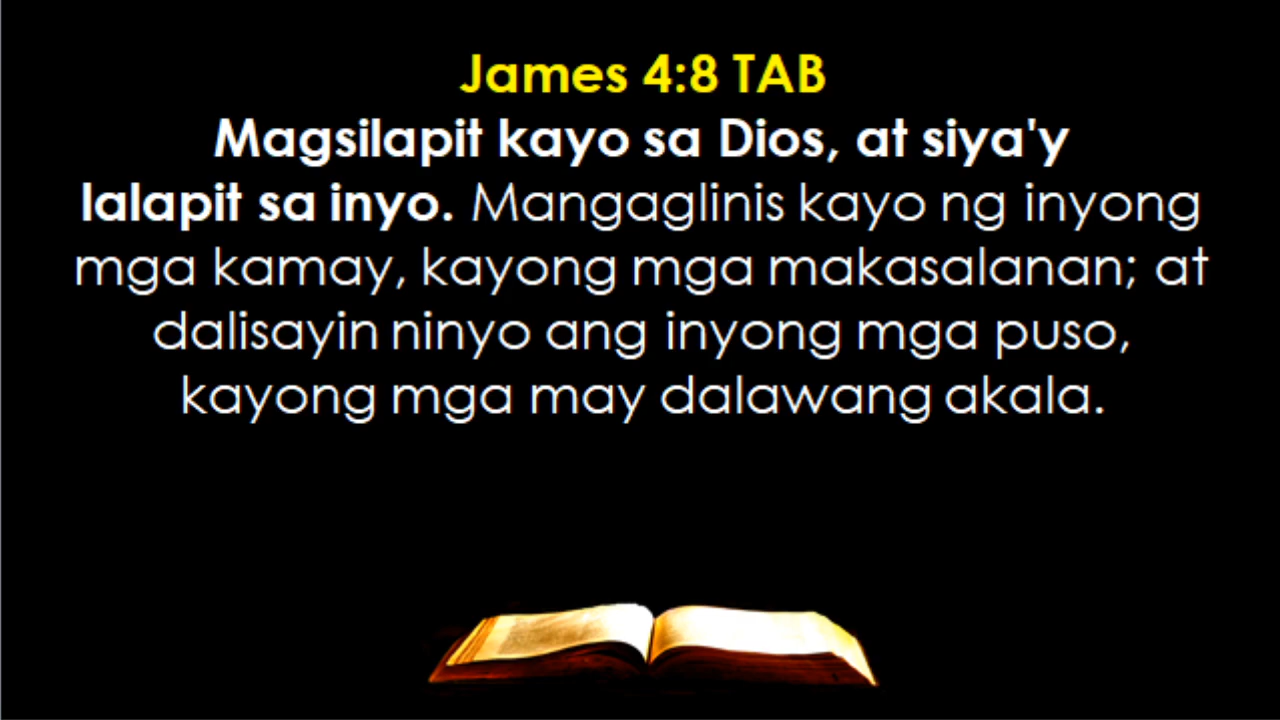 James 4:8 TAB
Magsilapit kayo sa Dios, at siya'y
lalapit sa inyo. Mangaglinis kayo ng inyong
mga kamay, kayong mga makasalanan; at
dalisayin ninyo ang inyong mga puso,
kayong mga may dalawang akala.